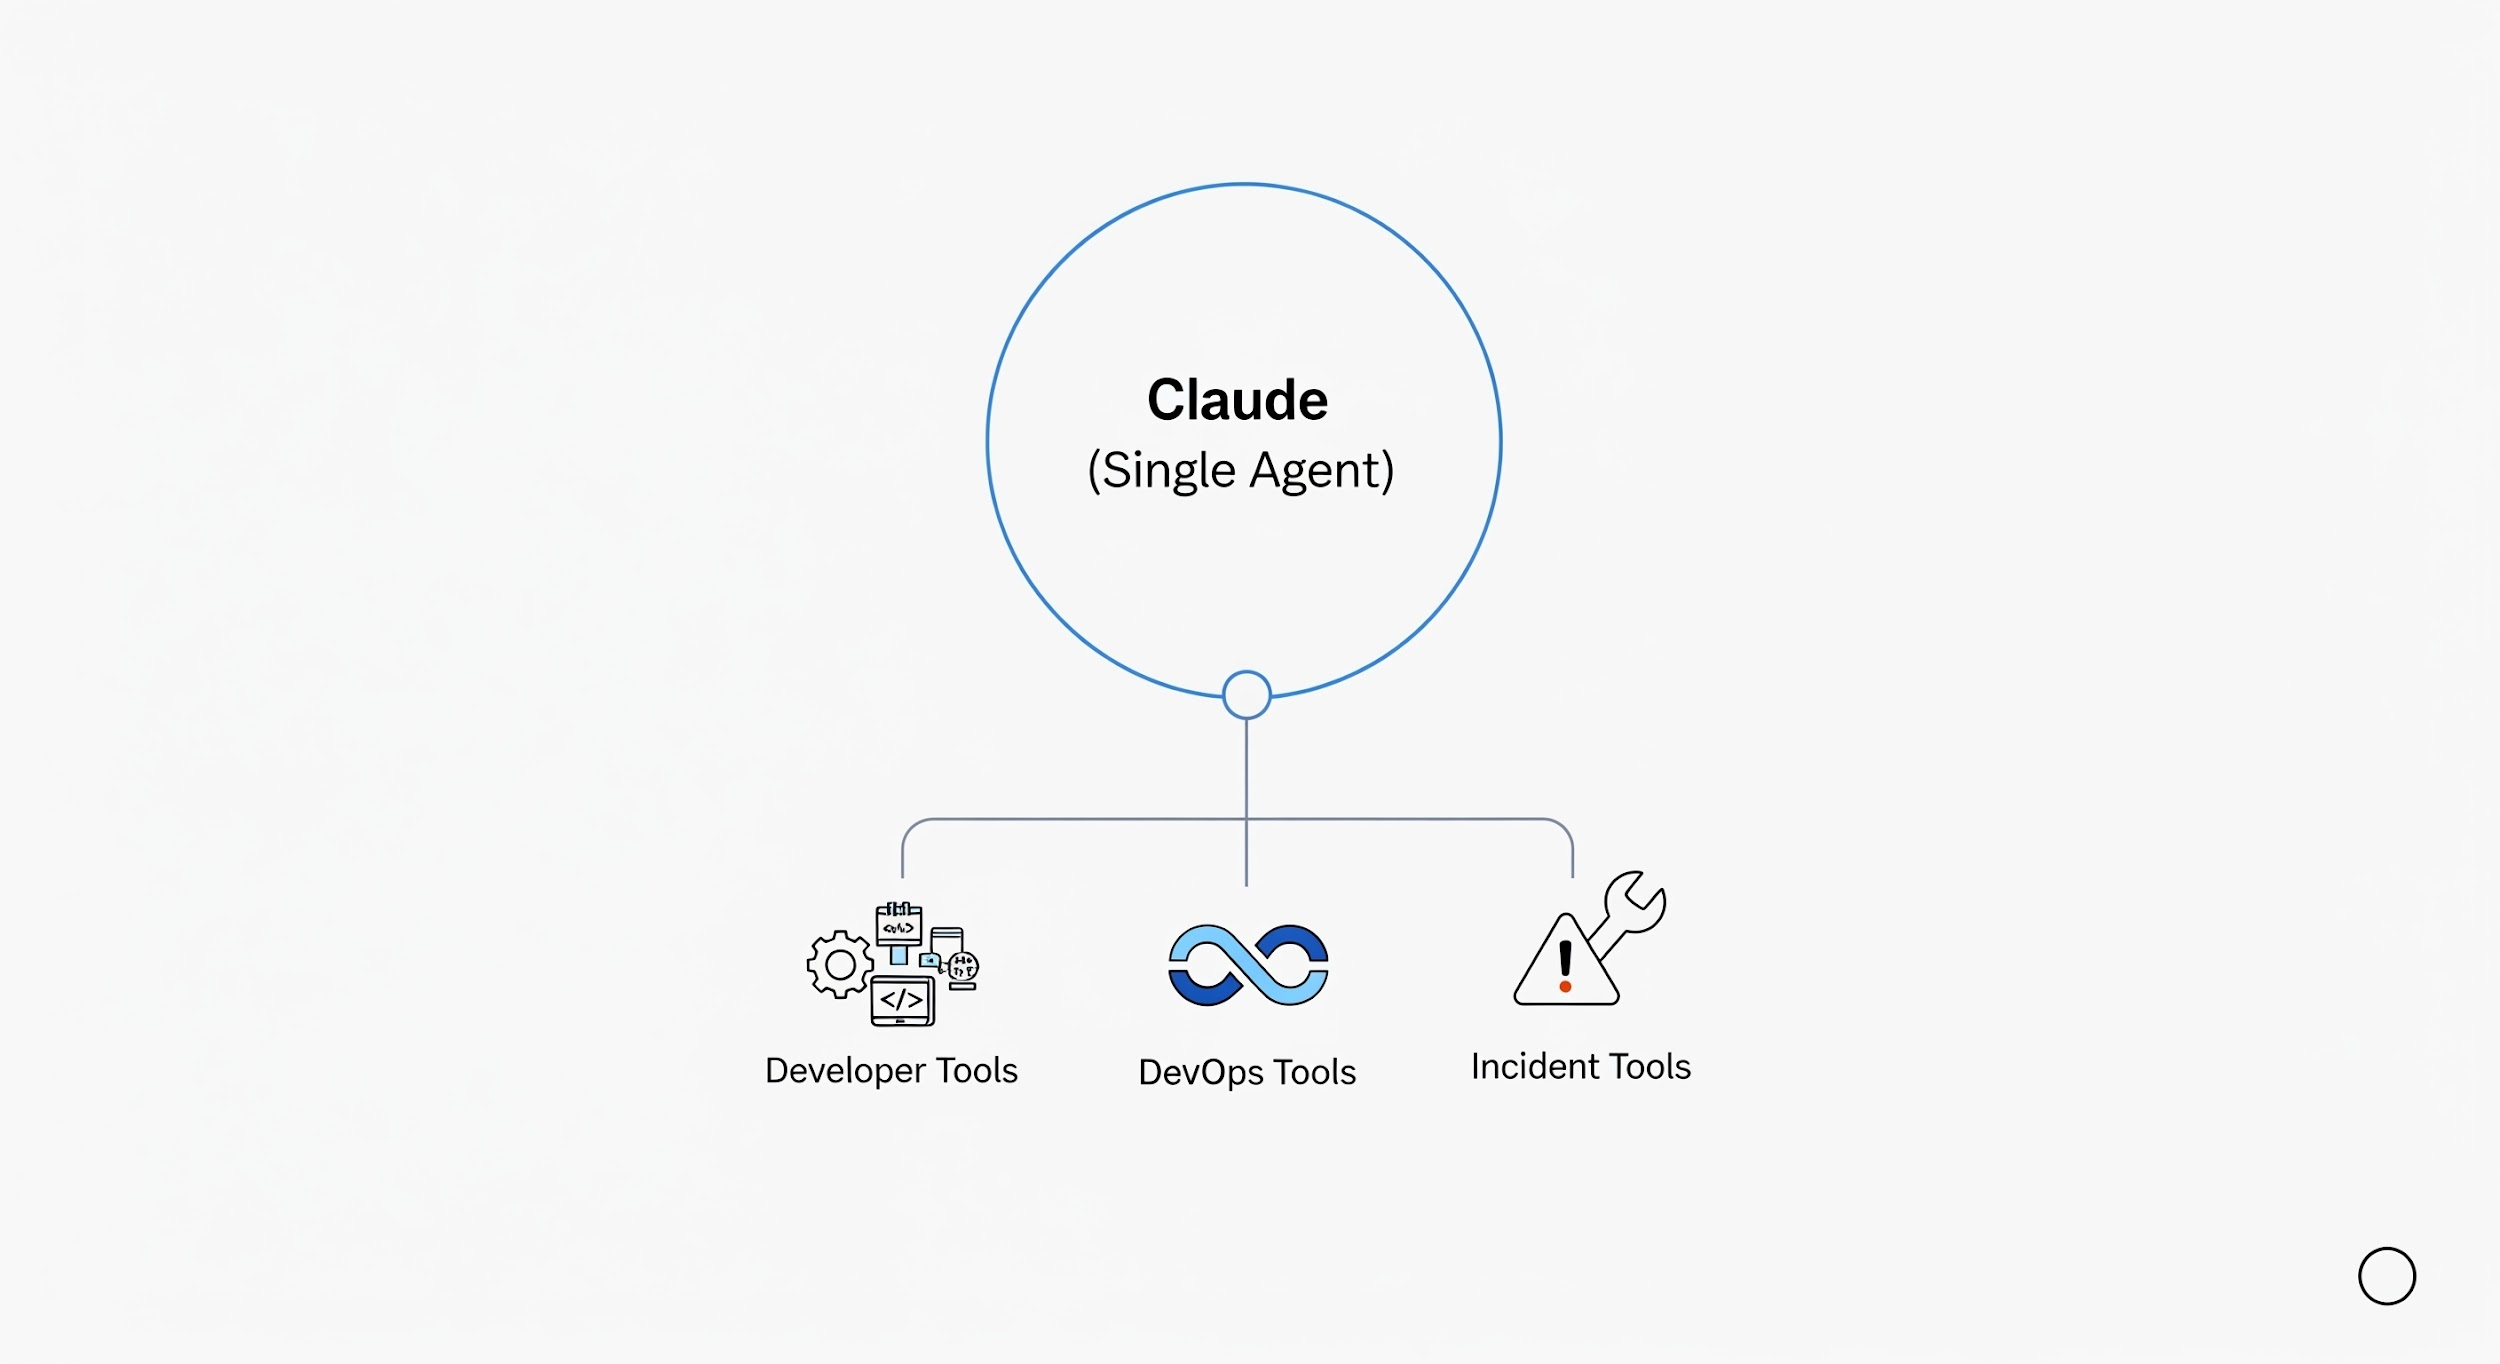 Claude
(Single Agent)
</>
Developer Tools
DevOps Tools
Incident Tools